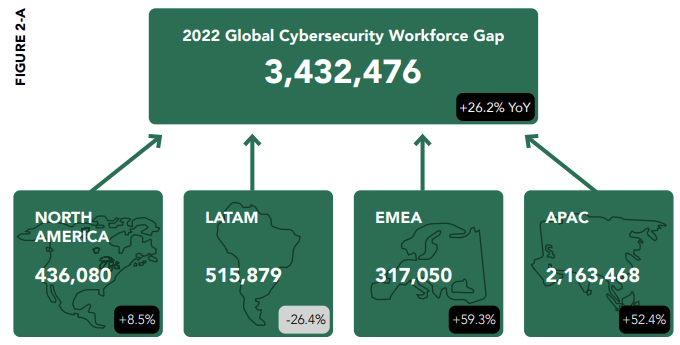 FIGURE 2-A
2022 Global Cybersecurity Workforce Gap
3,432,476
+26.2% YoY
NORTH
AMERICA
436,080
+8.5%
LATAM
515,879
-26.4%
EMEA
317,050
+59.3%
APAC
2,163,468
+52.4%